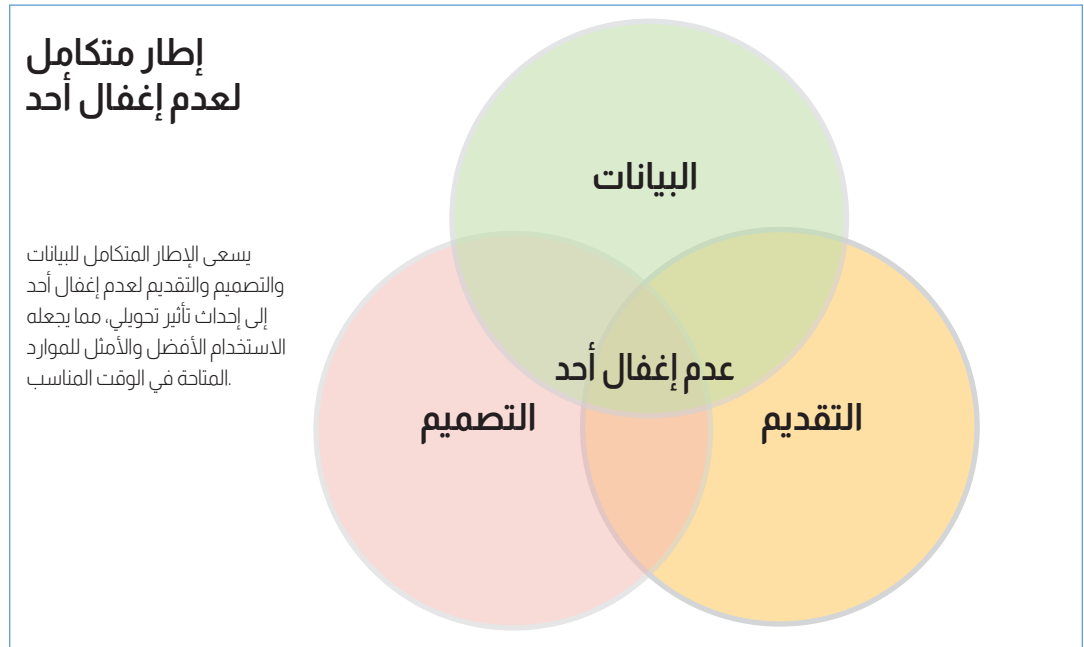 إطار متكامل
لعدم إغفال أحد
يسعى الإطار المتكامل للبيانات
والتصميم والتقديم لعدم إغفال أحد
إلى إحداث تأثير تحويلي، مما يجعله
الاستخدام الأفضل والأمثل للموارد
المتاحة في الوقت المناسب.
البيانات
عدم إغفال أحد
التقديم
التصميم